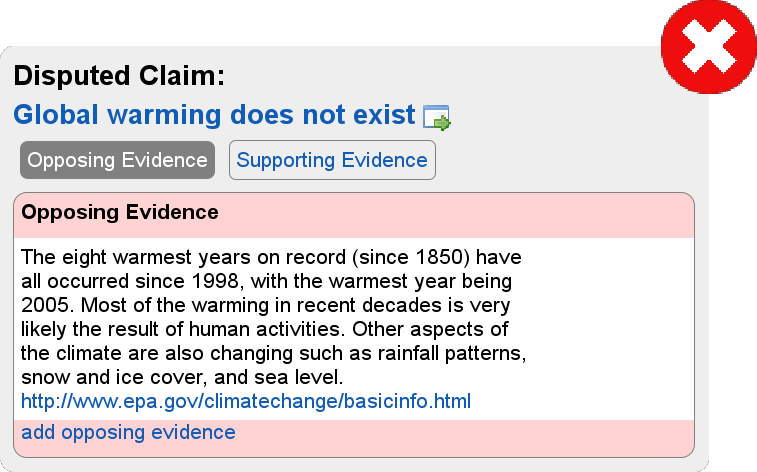 Disputed Claim:
Global warming does not exist
Opposing Evidence
Supporting Evidence
Opposing Evidence
The eight warmest years on record (since 1850) have
all occurred since 1998, with the warmest year being
2005. Most of the warming in recent decades is very
likely the result of human activities. Other aspects of
the climate are also changing such as rainfall patterns,
snow and ice cover, and sea level.
http://www.epa.gov/climatechange/basicinfo.html
add opposing evidence